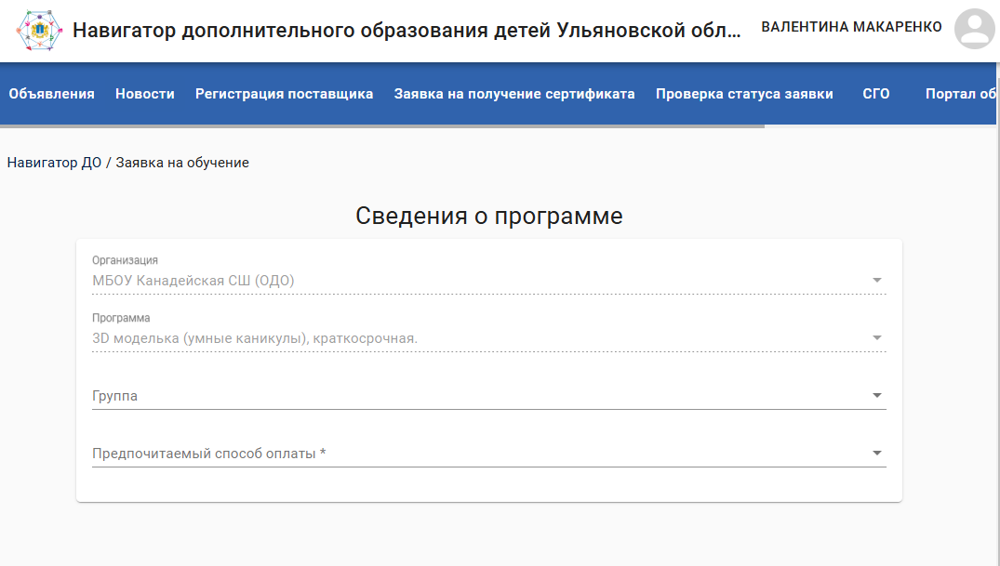 Навигатор дополнительного образования детей Ульяновской обл...
ВАЛЕНТИНА МАКАРЕНКО
Объявления Новости Регистрация поставщика Заявка на получение сертификата Проверка статуса заявки СГО Портал об
Навигатор ДО / Заявка на обучение
Сведения о программе
Организация
МБОУ Канадейская СШ (ОДО)
Программа
3D моделька (умные каникулы), краткосрочная.
Группа
Предпочитаемый способ оплаты *